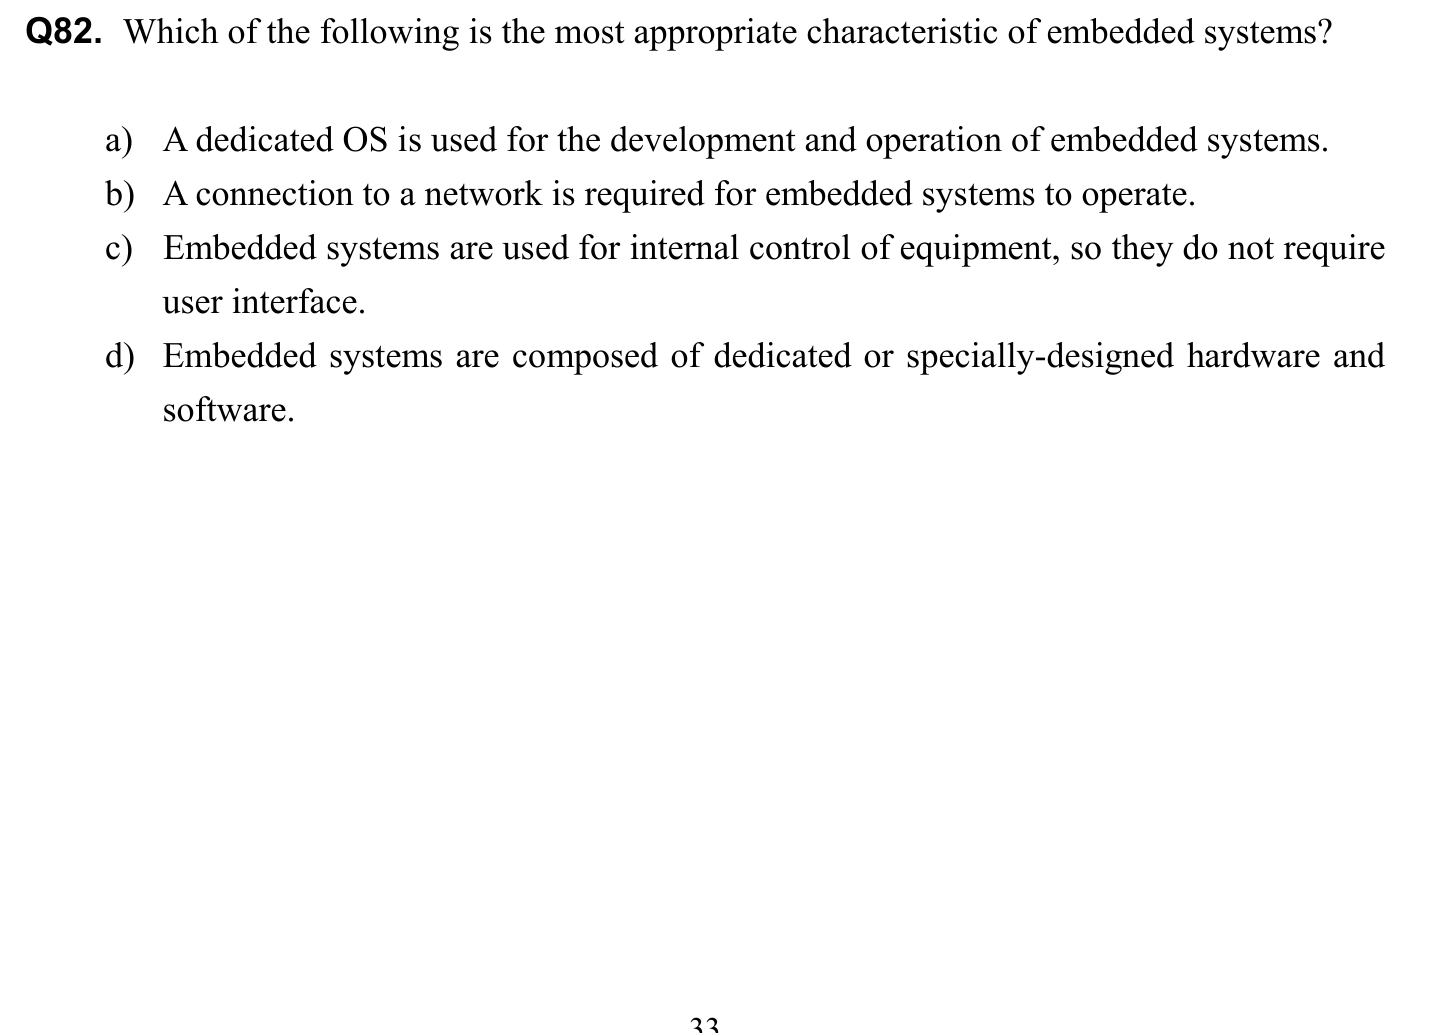 Q82. Which of the following is the most appropriate characteristic of embedded systems?
a) A dedicated OS is used for the development and operation of embedded systems.
b) A connection to a network is required for embedded systems to operate.
c) Embedded systems are used for internal control of equipment, so they do not require
user interface.
d) Embedded systems are composed of dedicated or specially-designed hardware and
software.
33